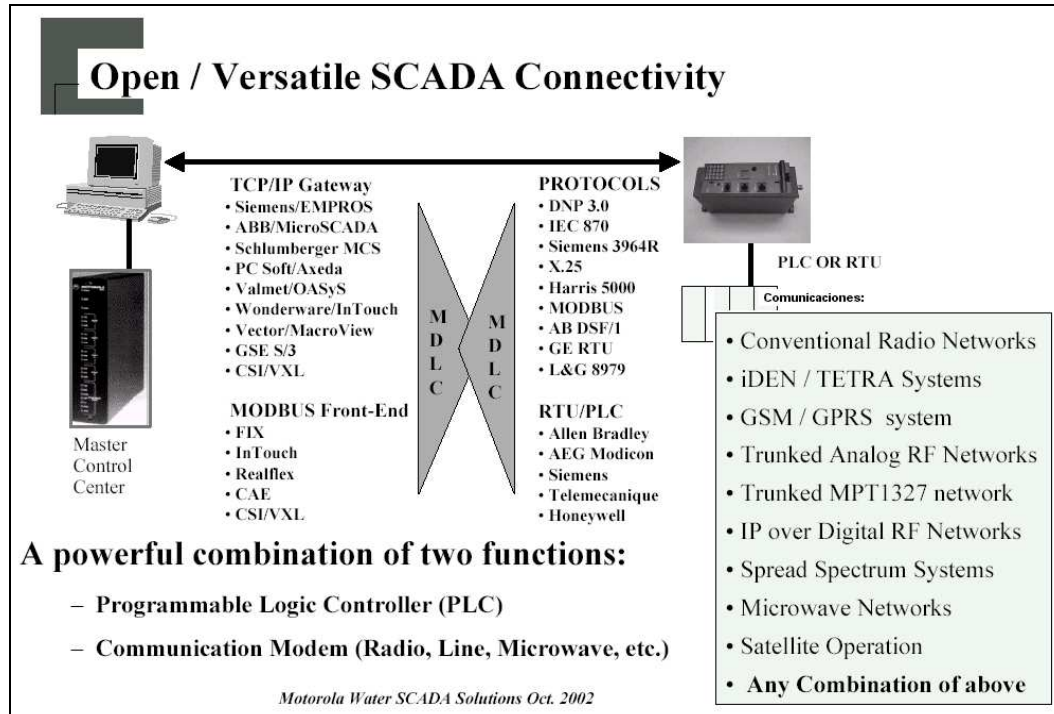 Open / Versatile SCADA Connectivity
TCP/IP Gateway
• Siemens/EMPROS
• ABB/MicroSCADA
• Schlumberger MCS
• PC Soft/Axeda
• Valmet/OASyS
• Wonderware/InTouch
• Vector/MacroView
• GSE S/3
• CSI/VXL
MODBUS Front-End
• FIX
• InTouch
• Realflex
• CAE
• CSI/VXL
Master
Control
Center
M
D
L
C
M
D
L
C
PROTOCOLS
• DNP 3.0
• IEC 870
• Siemens 3964R
• X.25
• Harris 5000
• MODBUS
• AB DSF/1
• GE RTU
• L&G 8979
RTU/PLC
• Allen Bradley
• AEG Modicon
• Siemens
• Telemecanique
• Honeywell
PLC OR RTU
Comunicaciones:
• Conventional Radio Networks
• iDEN / TETRA Systems
• GSM / GPRS system
• Trunked Analog RF Networks
• Trunked MPT1327 network
• IP over Digital RF Networks
• Spread Spectrum Systems
• Microwave Networks
• Satellite Operation
• Any Combination of above
A powerful combination of two functions:
– Programmable Logic Controller (PLC)
– Communication Modem (Radio, Line, Microwave, etc.)
Motorola Water SCADA Solutions Oct. 2002